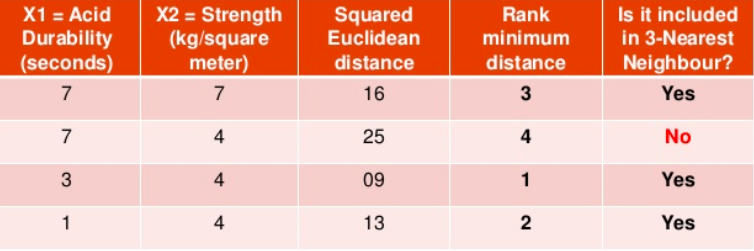 X1 = Acid Durability (seconds) X2 = Strength (kg/square meter) Squared Euclidean distance Rank minimum distance Is it included in 3-Nearest Neighbour?
7 7 16 3 Yes
7 4 25 4 No
3 4 09 1 Yes
1 4 13 2 Yes